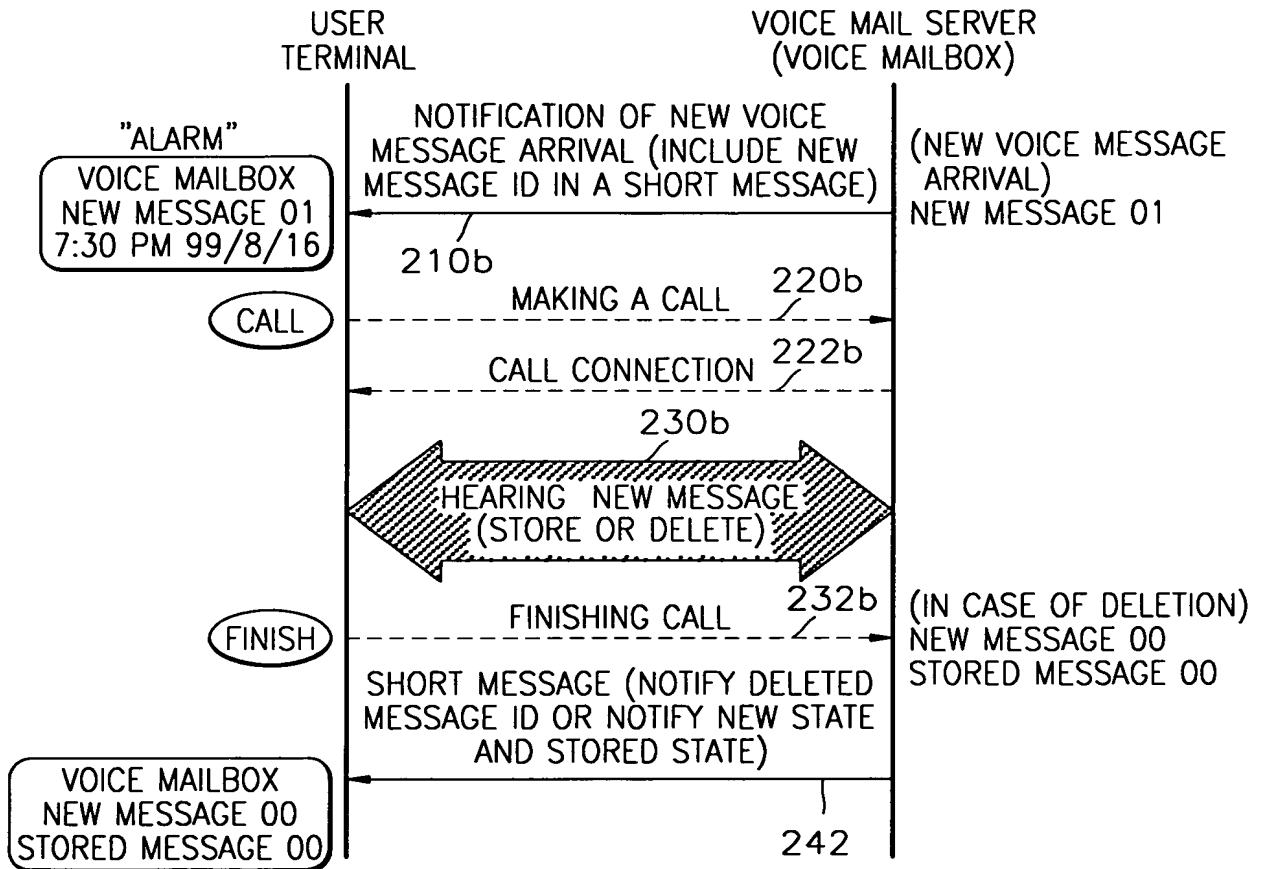 USER
TERMINAL
VOICE MAIL SERVER
(VOICE MAILBOX)
"ALARM"
VOICE MAILBOX
NEW MESSAGE 01
7:30 PM 99/8/16
NOTIFICATION OF NEW VOICE
MESSAGE ARRIVAL (INCLUDE NEW
MESSAGE ID IN A SHORT MESSAGE)
210b
(NEW VOICE MESSAGE
ARRIVAL)
NEW MESSAGE 01
CALL
MAKING A CALL
220b
CALL CONNECTION
222b
230b
HEARING NEW MESSAGE
(STORE OR DELETE)
FINISH
FINISHING CALL
232b
(IN CASE OF DELETION)
NEW MESSAGE 00
STORED MESSAGE 00
SHORT MESSAGE (NOTIFY DELETED
MESSAGE ID OR NOTIFY NEW STATE
AND STORED STATE)
242
VOICE MAILBOX
NEW MESSAGE 00
STORED MESSAGE 00